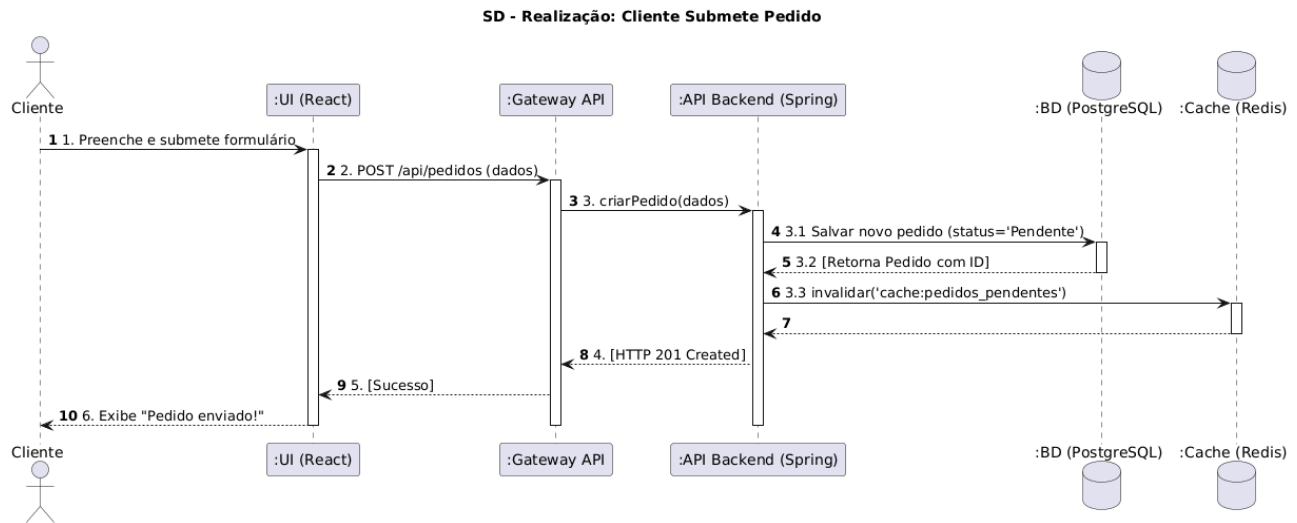 SD - Realização: Cliente Submete Pedido
Cliente
:UI (React)
:Gateway API
:API Backend (Spring)
:BD (PostgreSQL)
:Cache (Redis)
1 1. Preenche e submete formulário
2 2. POST /api/pedidos (dados)
3 3. criarPedido(dados)
4 3.1 Salvar novo pedido (status='Pendente')
5 3.2 [Retorna Pedido com ID]
6 3.3 invalidar('cache:pedidos_pendentes')
7
8 4. [HTTP 201 Created]
9 5. [Sucesso]
10 6. Exibe "Pedido enviado!"
Cliente
:UI (React)
:Gateway API
:API Backend (Spring)
:BD (PostgreSQL)
:Cache (Redis)